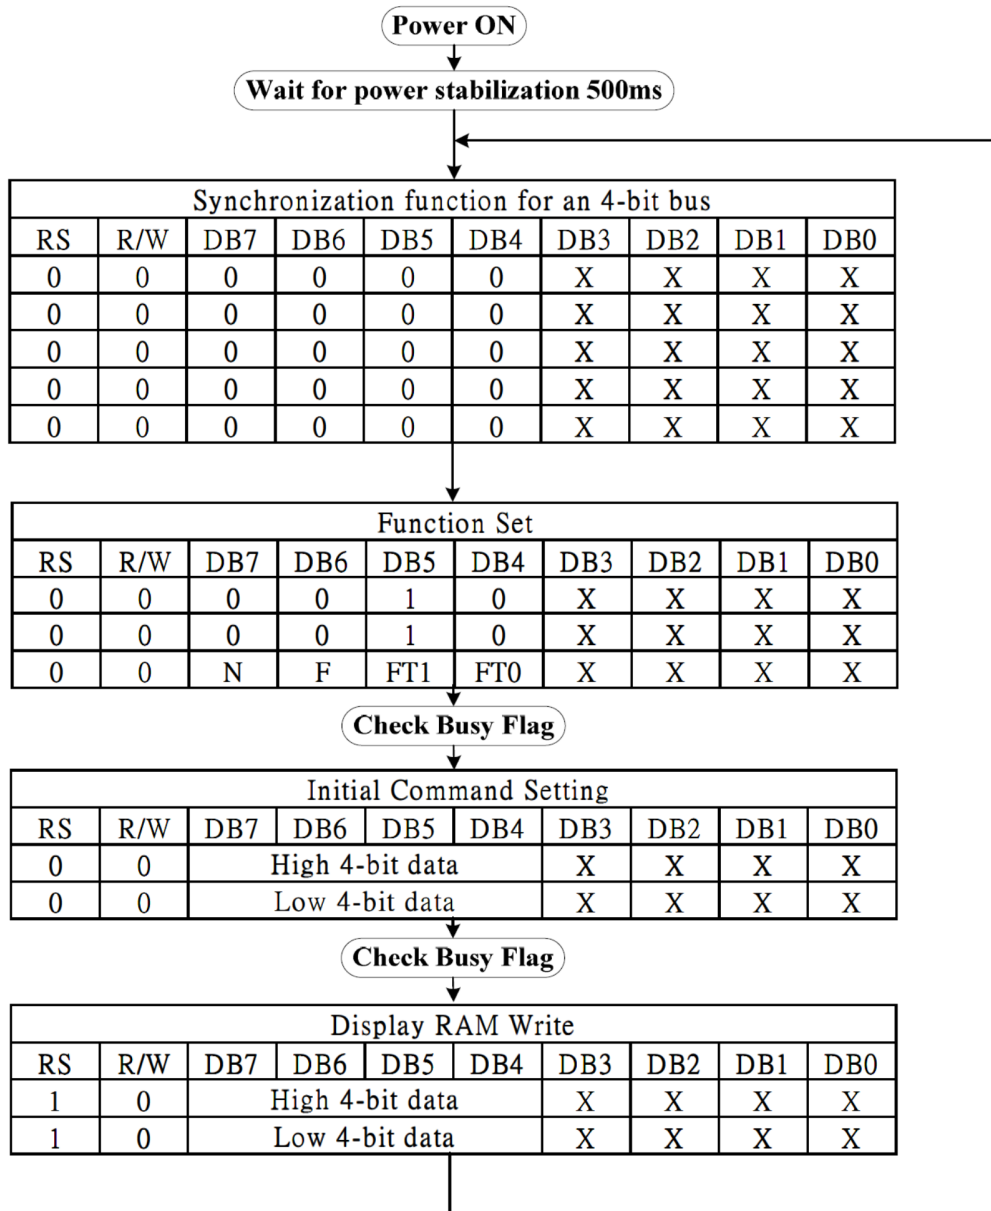 Power ON
Wait for power stabilization 500ms
Synchronization function for an 4-bit bus
RS R/W DB7 DB6 DB5 DB4 DB3 DB2 DB1 DB0
0 0 0 0 0 0 X X X X
0 0 0 0 0 0 X X X X
0 0 0 0 0 0 X X X X
0 0 0 0 0 0 X X X X
0 0 0 0 0 0 X X X X
Function Set
RS R/W DB7 DB6 DB5 DB4 DB3 DB2 DB1 DB0
0 0 0 0 1 0 X X X X
0 0 0 0 1 0 X X X X
0 0 N F FT1 FT0 X X X X
Check Busy Flag
Initial Command Setting
RS R/W DB7 DB6 DB5 DB4 DB3 DB2 DB1 DB0
0 0 High 4-bit data X X X X
0 0 Low 4-bit data X X X X
Check Busy Flag
Display RAM Write
RS R/W DB7 DB6 DB5 DB4 DB3 DB2 DB1 DB0
1 0 High 4-bit data X X X X
1 0 Low 4-bit data X X X X